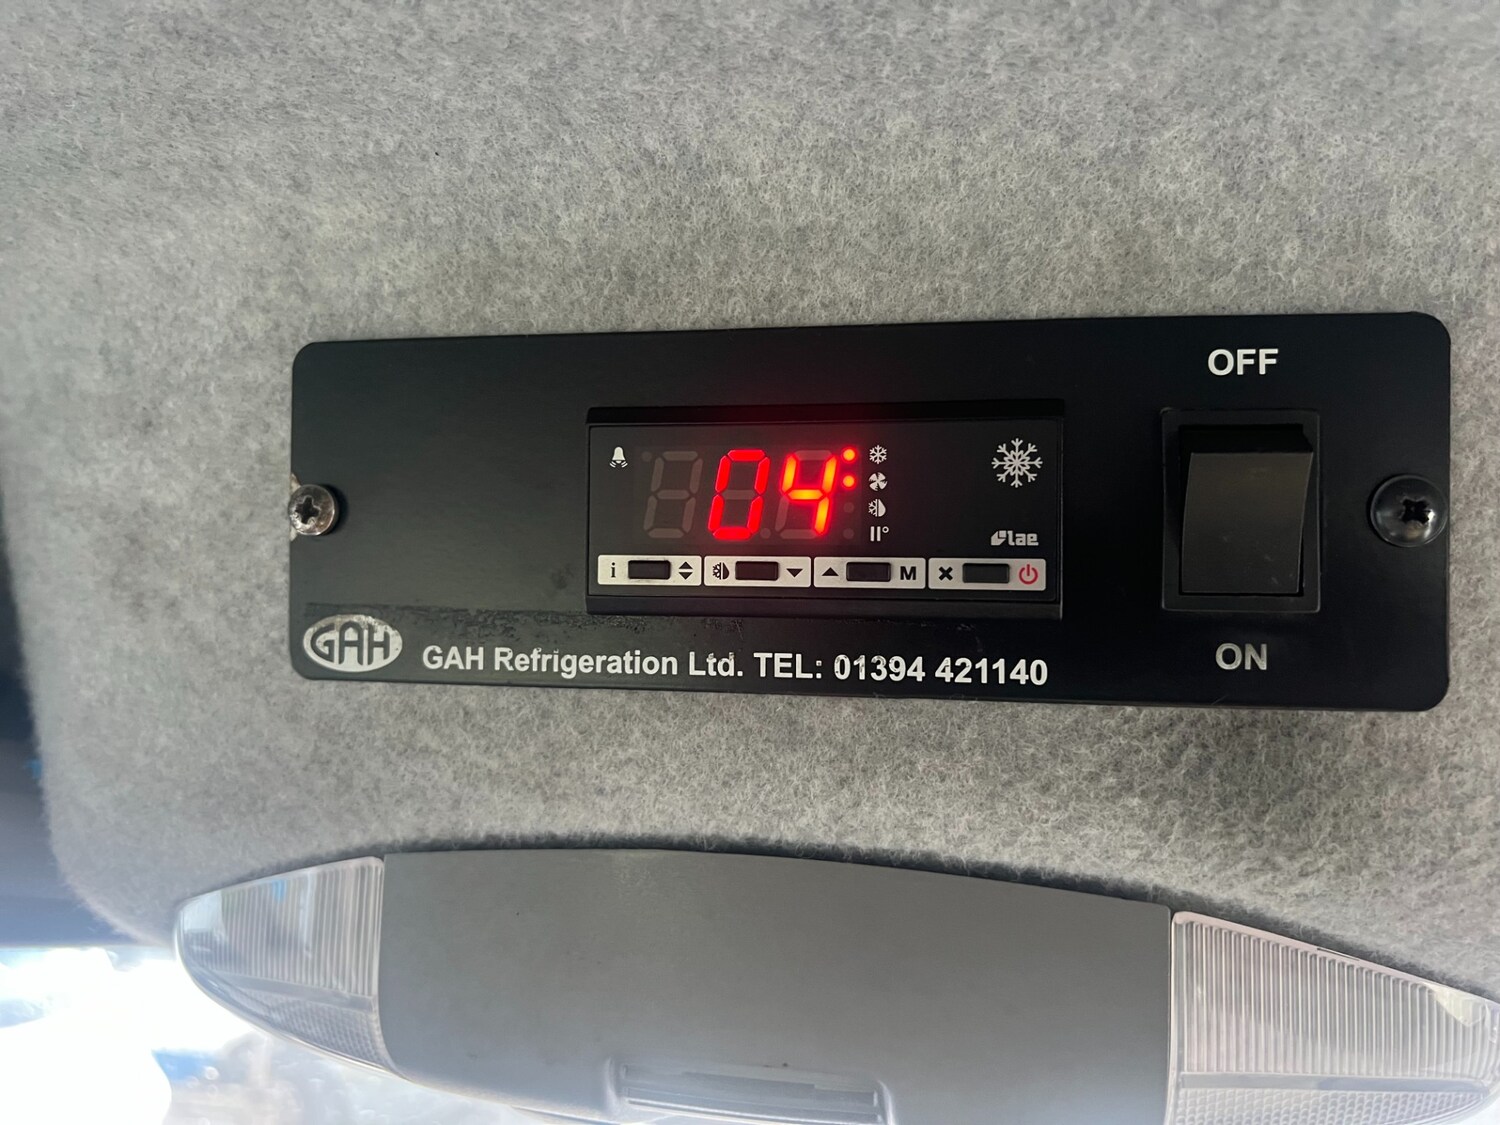 OFF
04
lae
i
M
GAH
GAH Refrigeration Ltd. TEL: 01394 421140
ON